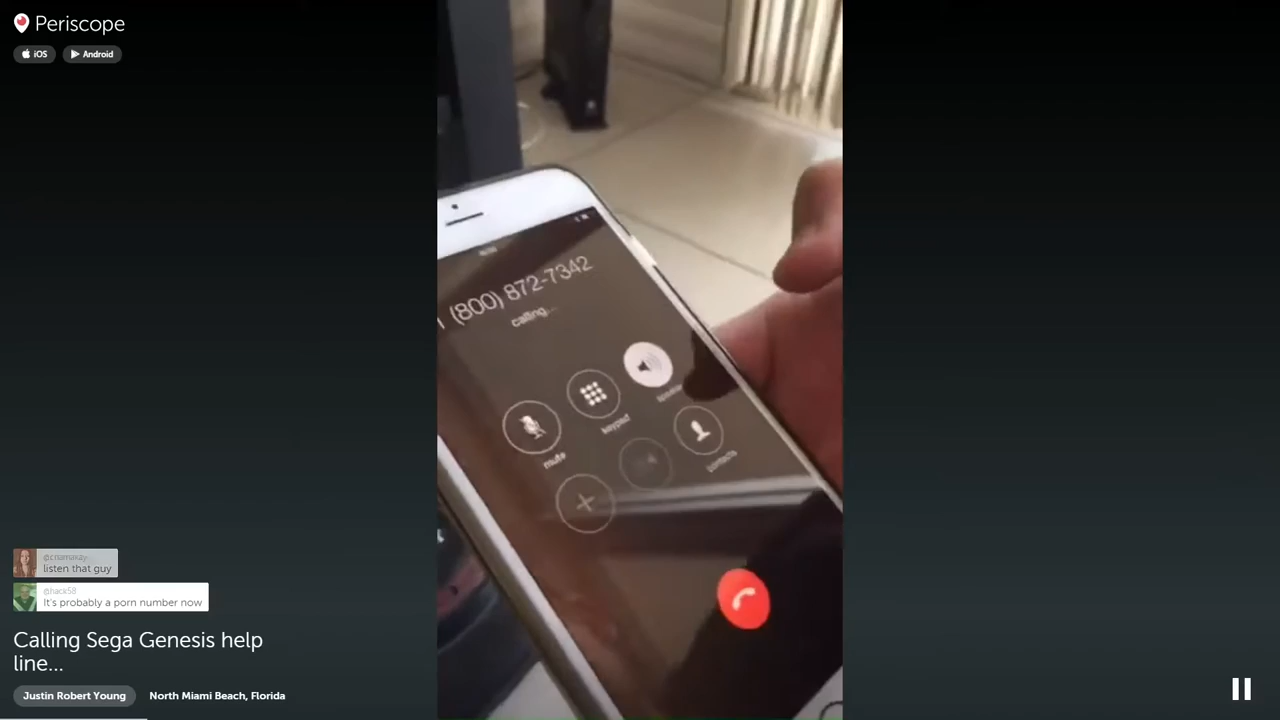 Periscope
iOS
Android
(800) 872-7342
calling...
mute
keypad
contacts
listen that guy
@hack58
It's probably a porn number now
Calling Sega Genesis help
line...
Justin Robert Young
North Miami Beach, Florida